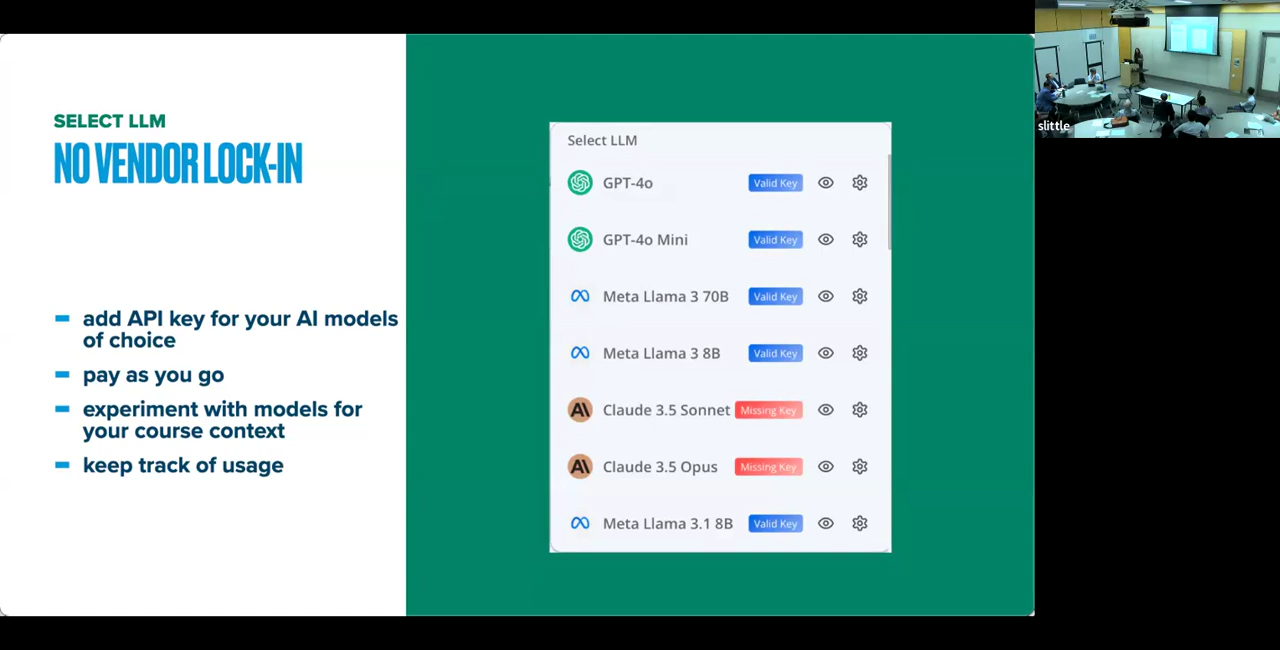 SELECT LLM
NO VENDOR LOCK-IN
add API key for your AI models
of choice
pay as you go
experiment with models for
your course context
keep track of usage
Select LLM
GPT-4o Valid Key
GPT-4o Mini Valid Key
Meta Llama 3 70B Valid Key
Meta Llama 3 8B Valid Key
Claude 3.5 Sonnet Missing Key
Claude 3.5 Opus Missing Key
Meta Llama 3.1 8B Valid Key
slittle